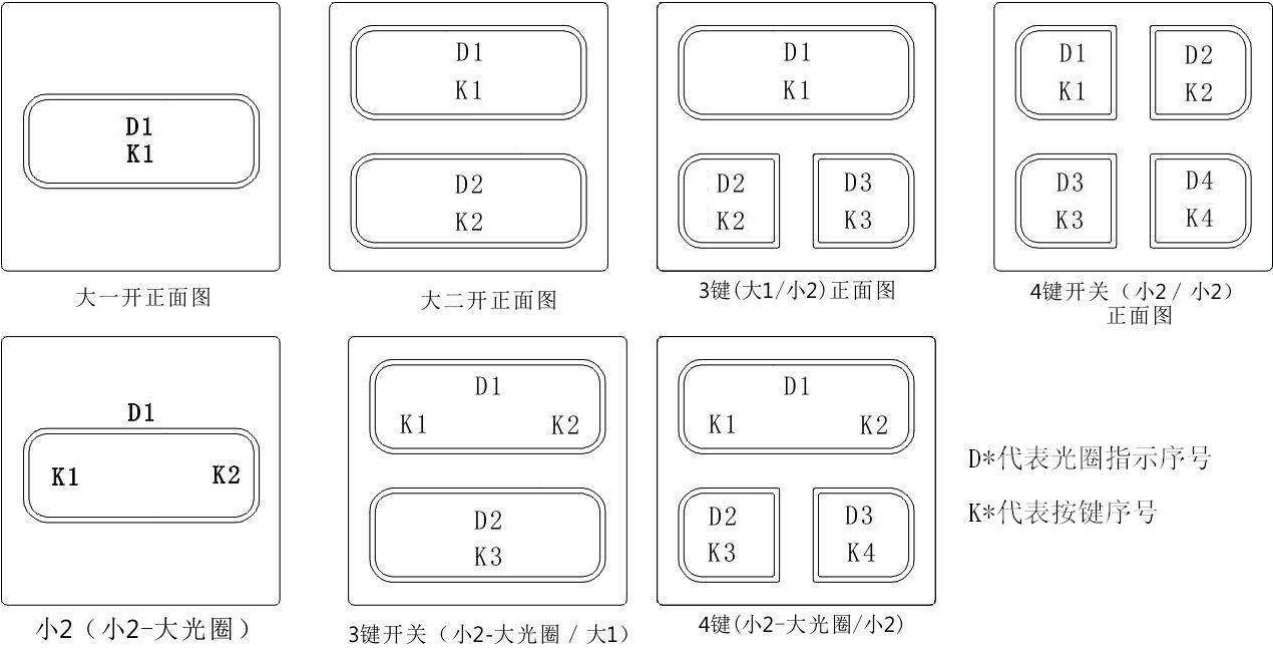 D1
K1
大一开正面图
D1
K1
D2
K2
大二开正面图
D1
K1
D2
K2
D3
K3
3键(大1/小2)正面图
D1
K1
D2
K2
D3
K3
D4
K4
4键开关（小2 / 小2）
正面图
D1
K1 K2
小2（小2-大光圈）
D1
K1 K2
D2
K3
3键开关（小2-大光圈 / 大1）
D1
K1 K2
D2
K3
D3
K4
4键(小2-大光圈/小2)
D*代表光圈指示序号
K*代表按键序号